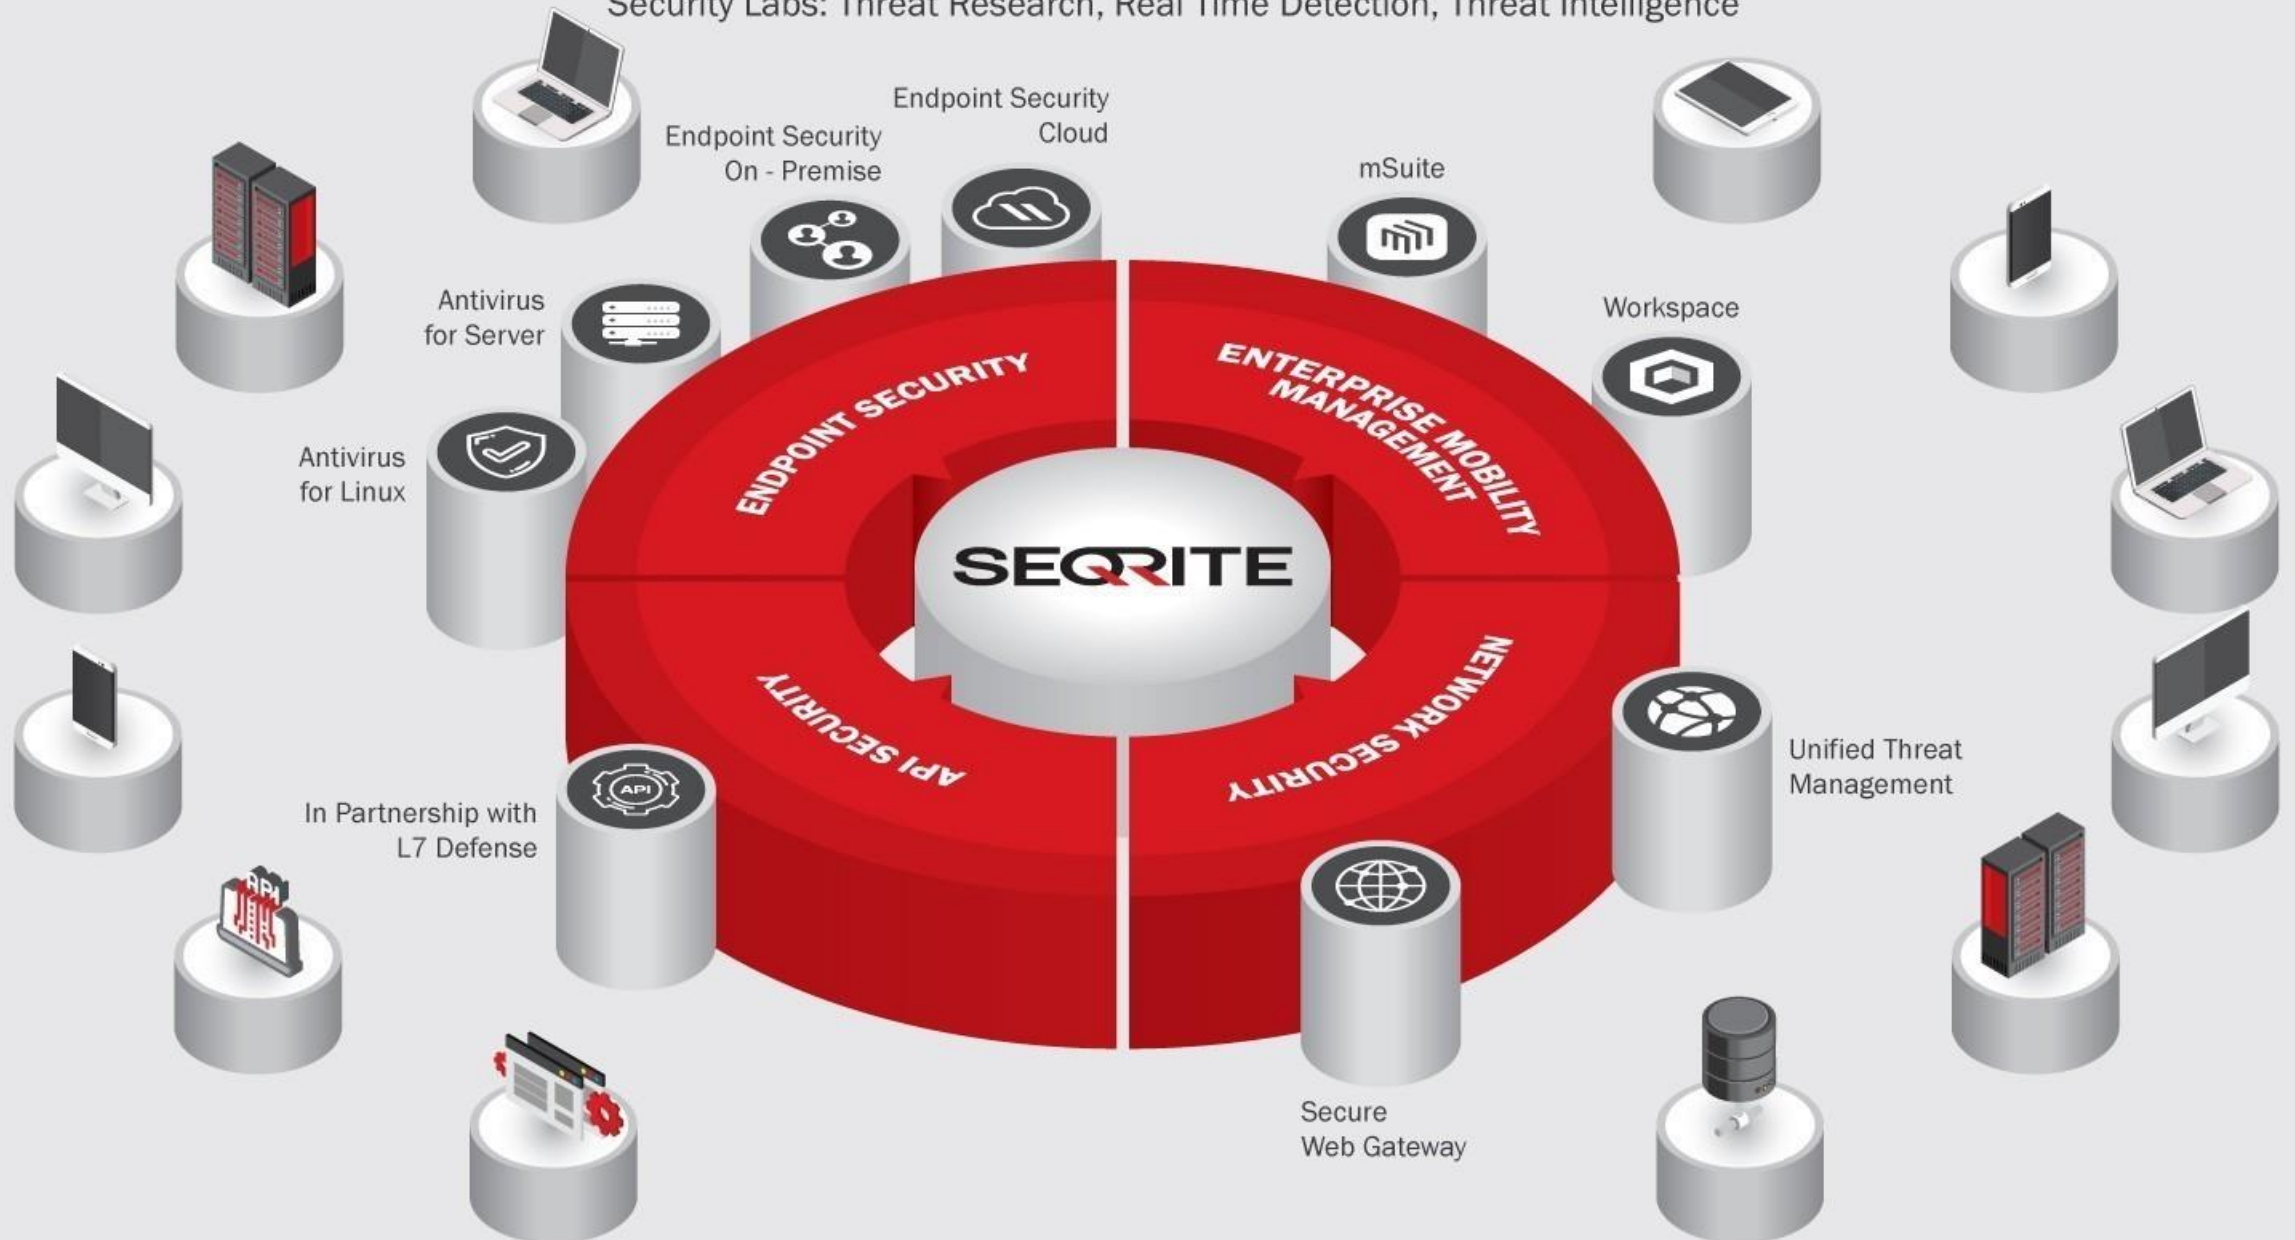 Security Labs: Threat Research, Real Time Detection, Threat Intelligence
Endpoint Security
Cloud
Endpoint Security
On - Premise
mSuite
Antivirus
for Server
Workspace
Antivirus
for Linux
ENDPOINT SECURITY
ENTERPRISE MOBILITY
MANAGEMENT
SEQRITE
API SECURITY
NETWORK SECURITY
Unified Threat
Management
API
In Partnership with
L7 Defense
API
Secure
Web Gateway